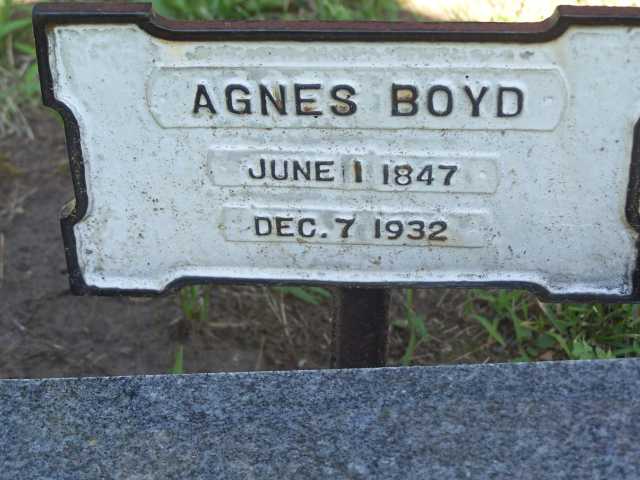 AGNES BOYD
JUNE 1 1847
DEC. 7 1932